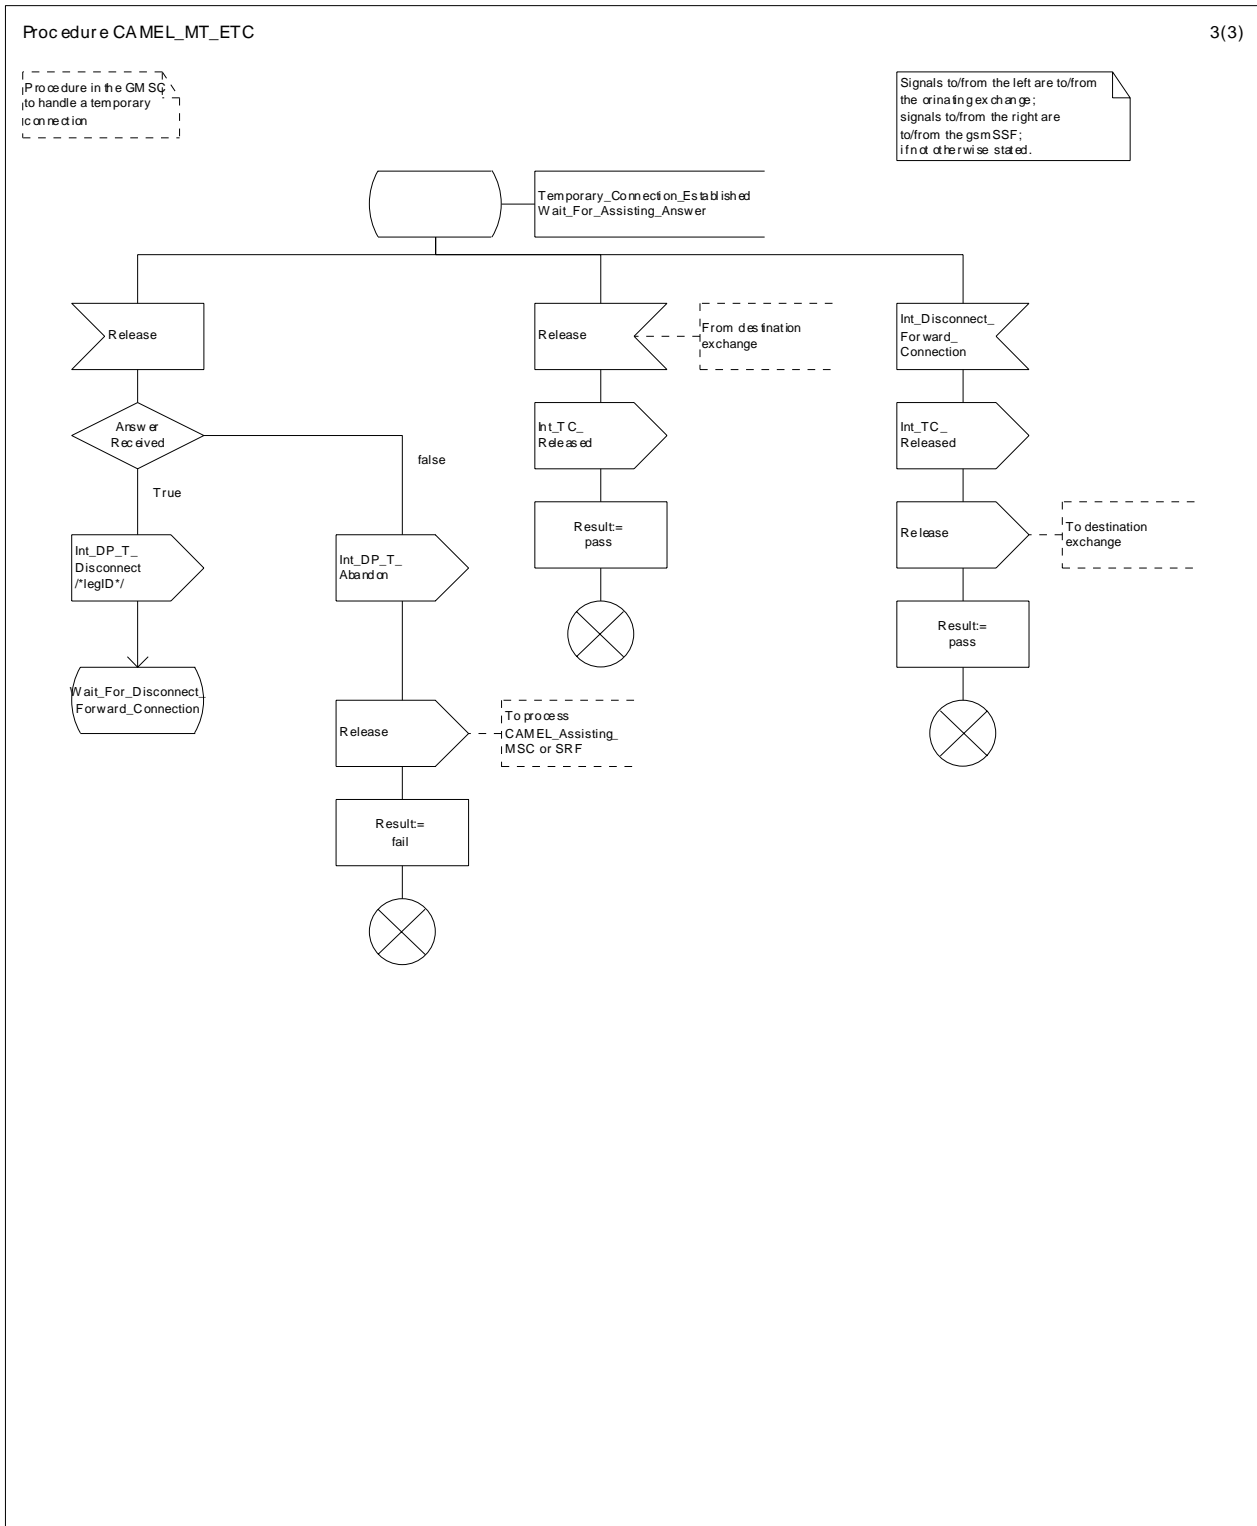 Procedure CAMEL_MT_ETC
3(3)
Procedure in the GMSC
to handle a temporary
connection
Signals to/from the left are to/from
the orinating exchange;
signals to/from the right are
to/from the gsmSSF;
if not otherwise stated.
Temporary_Connection_Established
Wait_For_Assisting_Answer
Release
Release
From destination
exchange
Int_Disconnect_
Forward_
Connection
Answer
Received
false
True
Int_TC_
Released
Int_TC_
Released
Int_DP_T_
Disconnect
/*legID*/
Int_DP_T_
Abandon
Result:=
pass
Release
To destination
exchange
Result:=
pass
Wait_For_Disconnect_
Forward_Connection
Release
To process
CAMEL_Assisting_
MSC or SRF
Result:=
fail